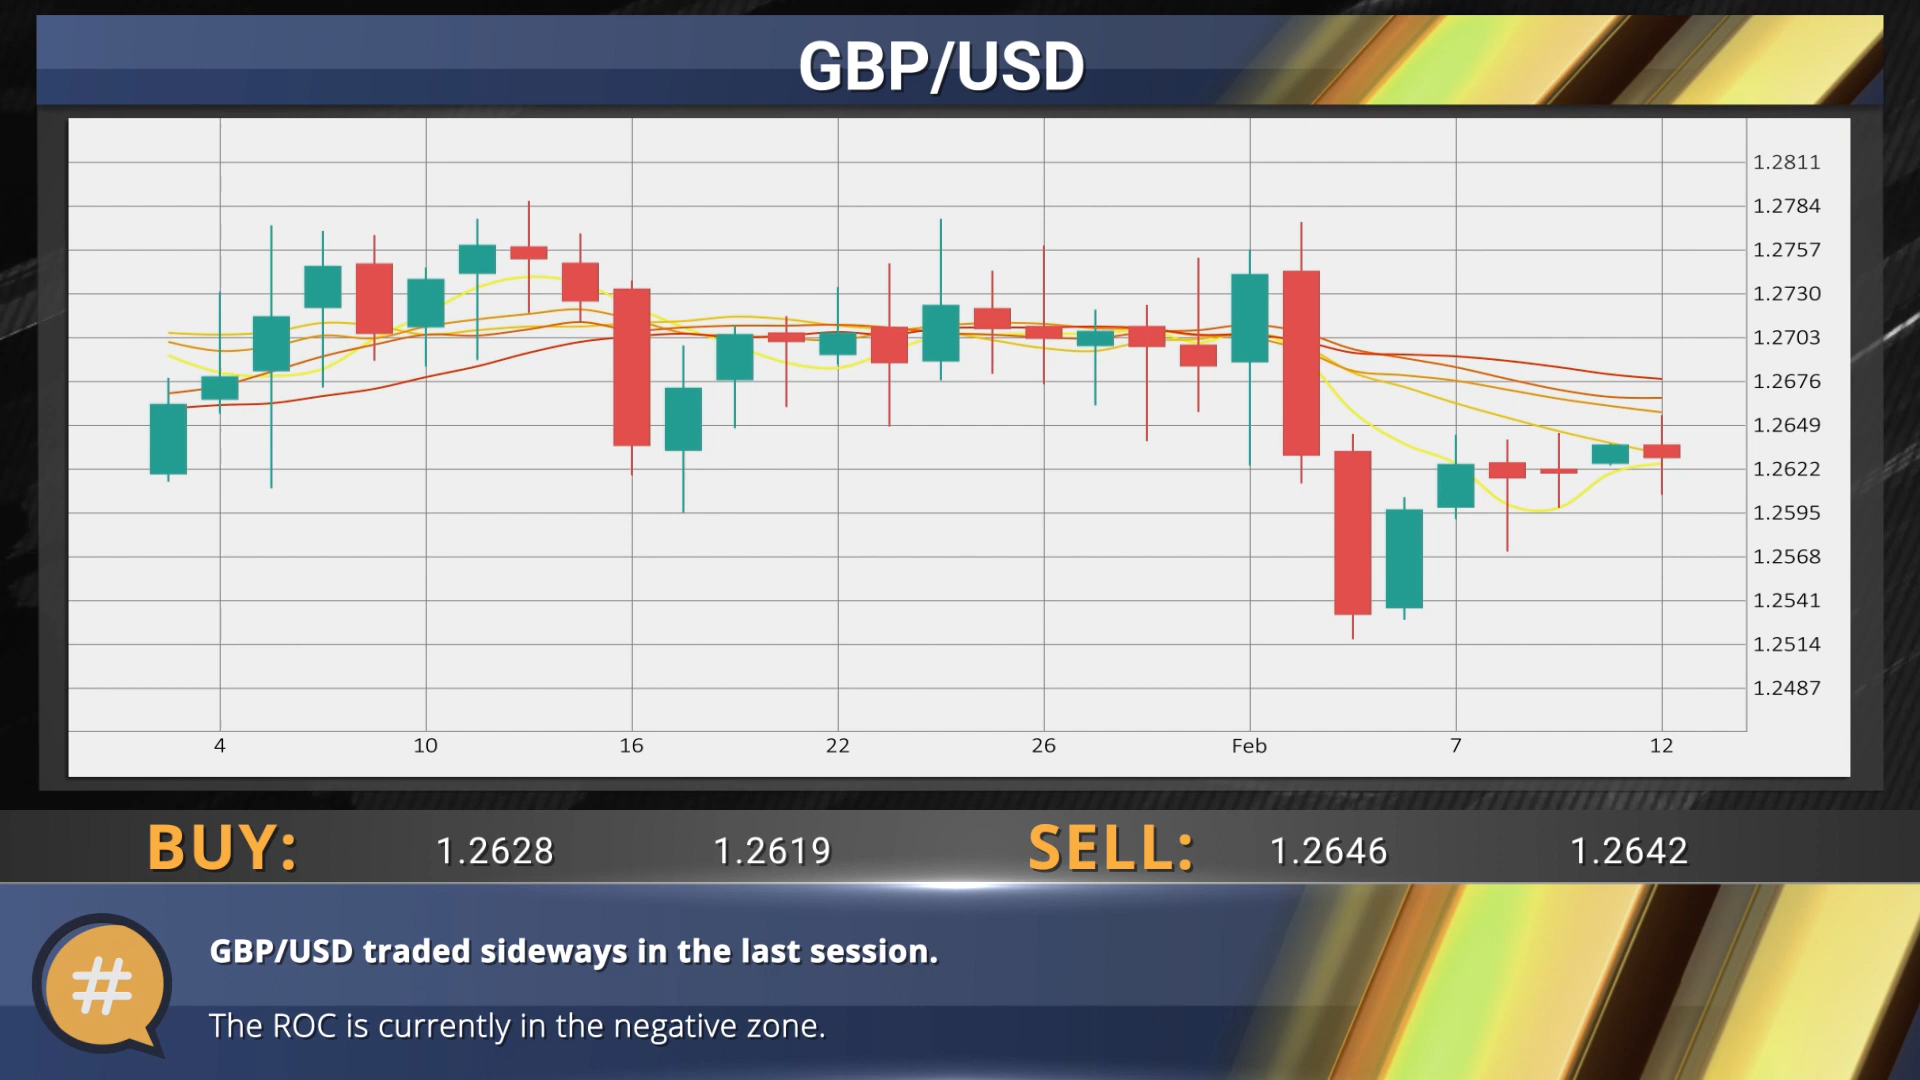 GBP/USD
1.2811
1.2784
1.2757
1.2730
1.2703
1.2676
1.2649
1.2622
1.2595
1.2568
1.2541
1.2514
1.2487
4 10 16 22 26 Feb 7 12
BUY: 1.2628 1.2619 SELL: 1.2646 1.2642
#
GBP/USD traded sideways in the last session.
The ROC is currently in the negative zone.